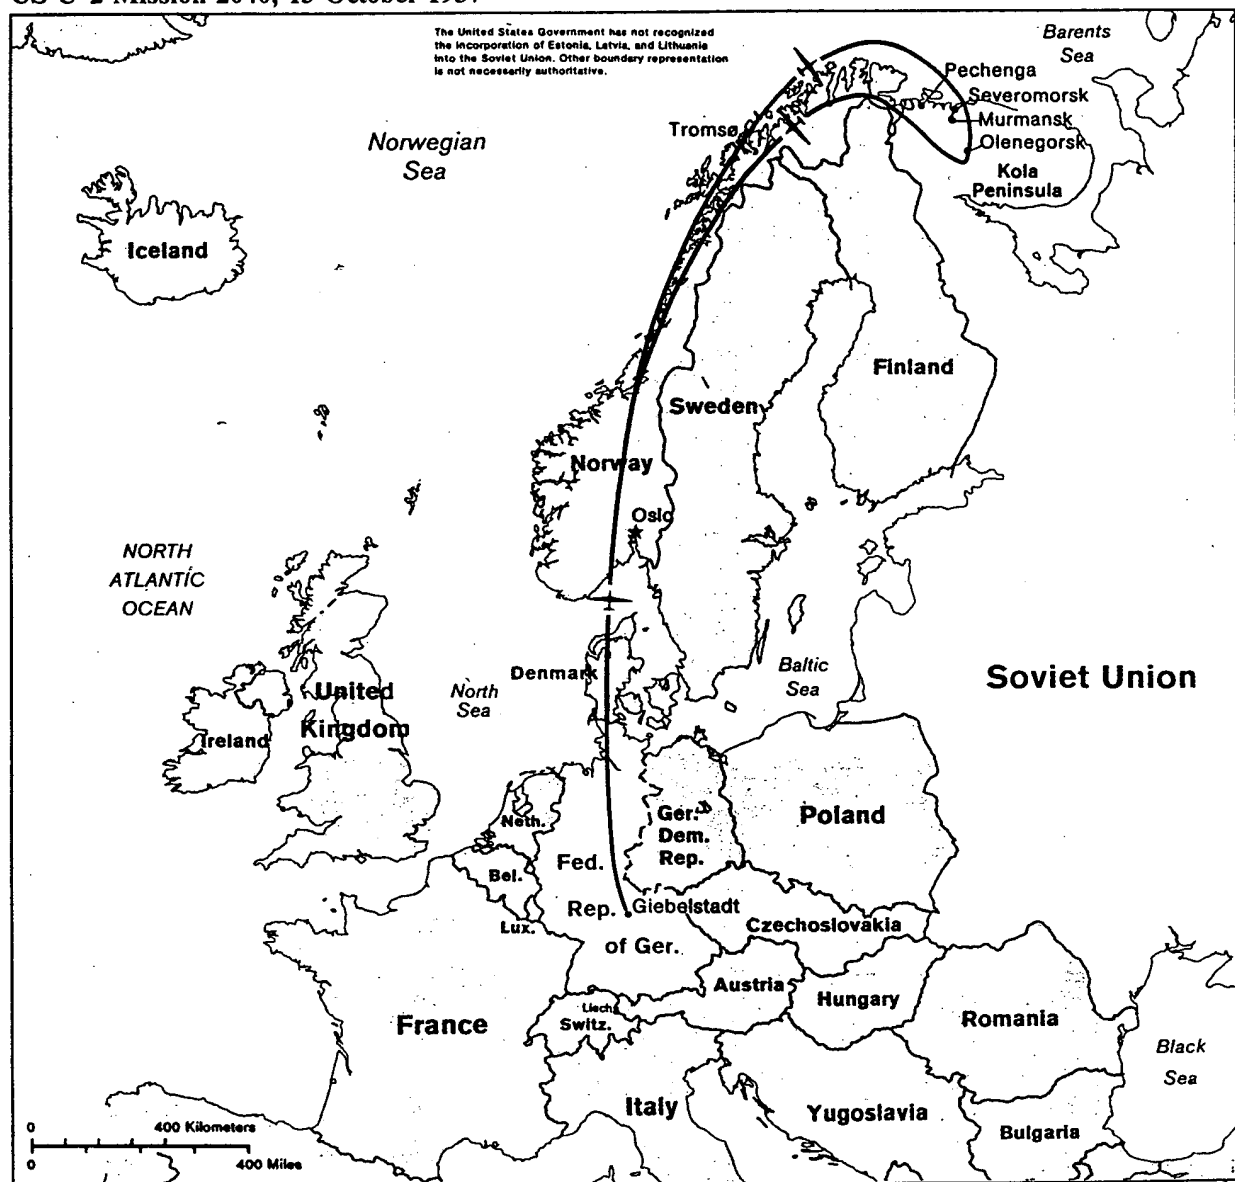 The United States Government has not recognized
the incorporation of Estonia, Latvia, and Lithuania
into the Soviet Union. Other boundary representation
is not necessarily authoritative.
Barents
Sea
Pechenga
Severomorsk
Murmansk
Olenegorsk
Kola
Peninsula
Tromsø
Norwegian
Sea
Iceland
Finland
Sweden
Norway
Oslo
NORTH
ATLANTIC
OCEAN
Denmark
North
Sea
Baltic
Sea
Soviet Union
United
Kingdom
Ireland
Neth.
Ger.
Dem.
Rep.
Poland
Fed.
Rep.
of Ger.
Giebelstadt
Bel.
Lux.
Czechoslovakia
Austria
Hungary
Liech.
Switz.
France
Romania
Black
Sea
Italy
Yugoslavia
Bulgaria
0 400 Kilometers
0 400 Miles